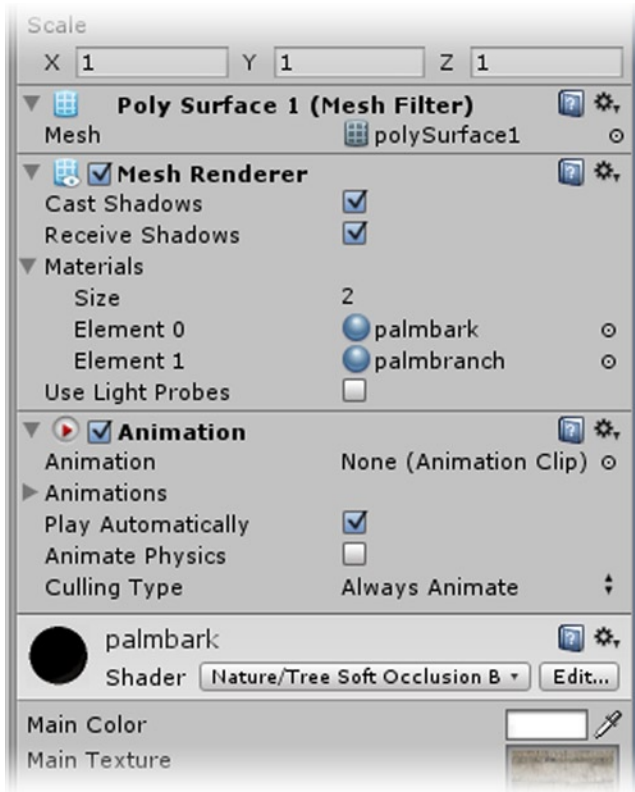 Scale
X 1 Y 1 Z 1
Poly Surface 1 (Mesh Filter)
Mesh polySurface1
Mesh Renderer
Cast Shadows
Receive Shadows
Materials
Size 2
Element 0 palmbark
Element 1 palmbranch
Use Light Probes
Animation
Animation None (Animation Clip)
Animations
Play Automatically
Animate Physics
Culling Type Always Animate
palmbark
Shader Nature/Tree Soft Occlusion B Edit...
Main Color
Main Texture